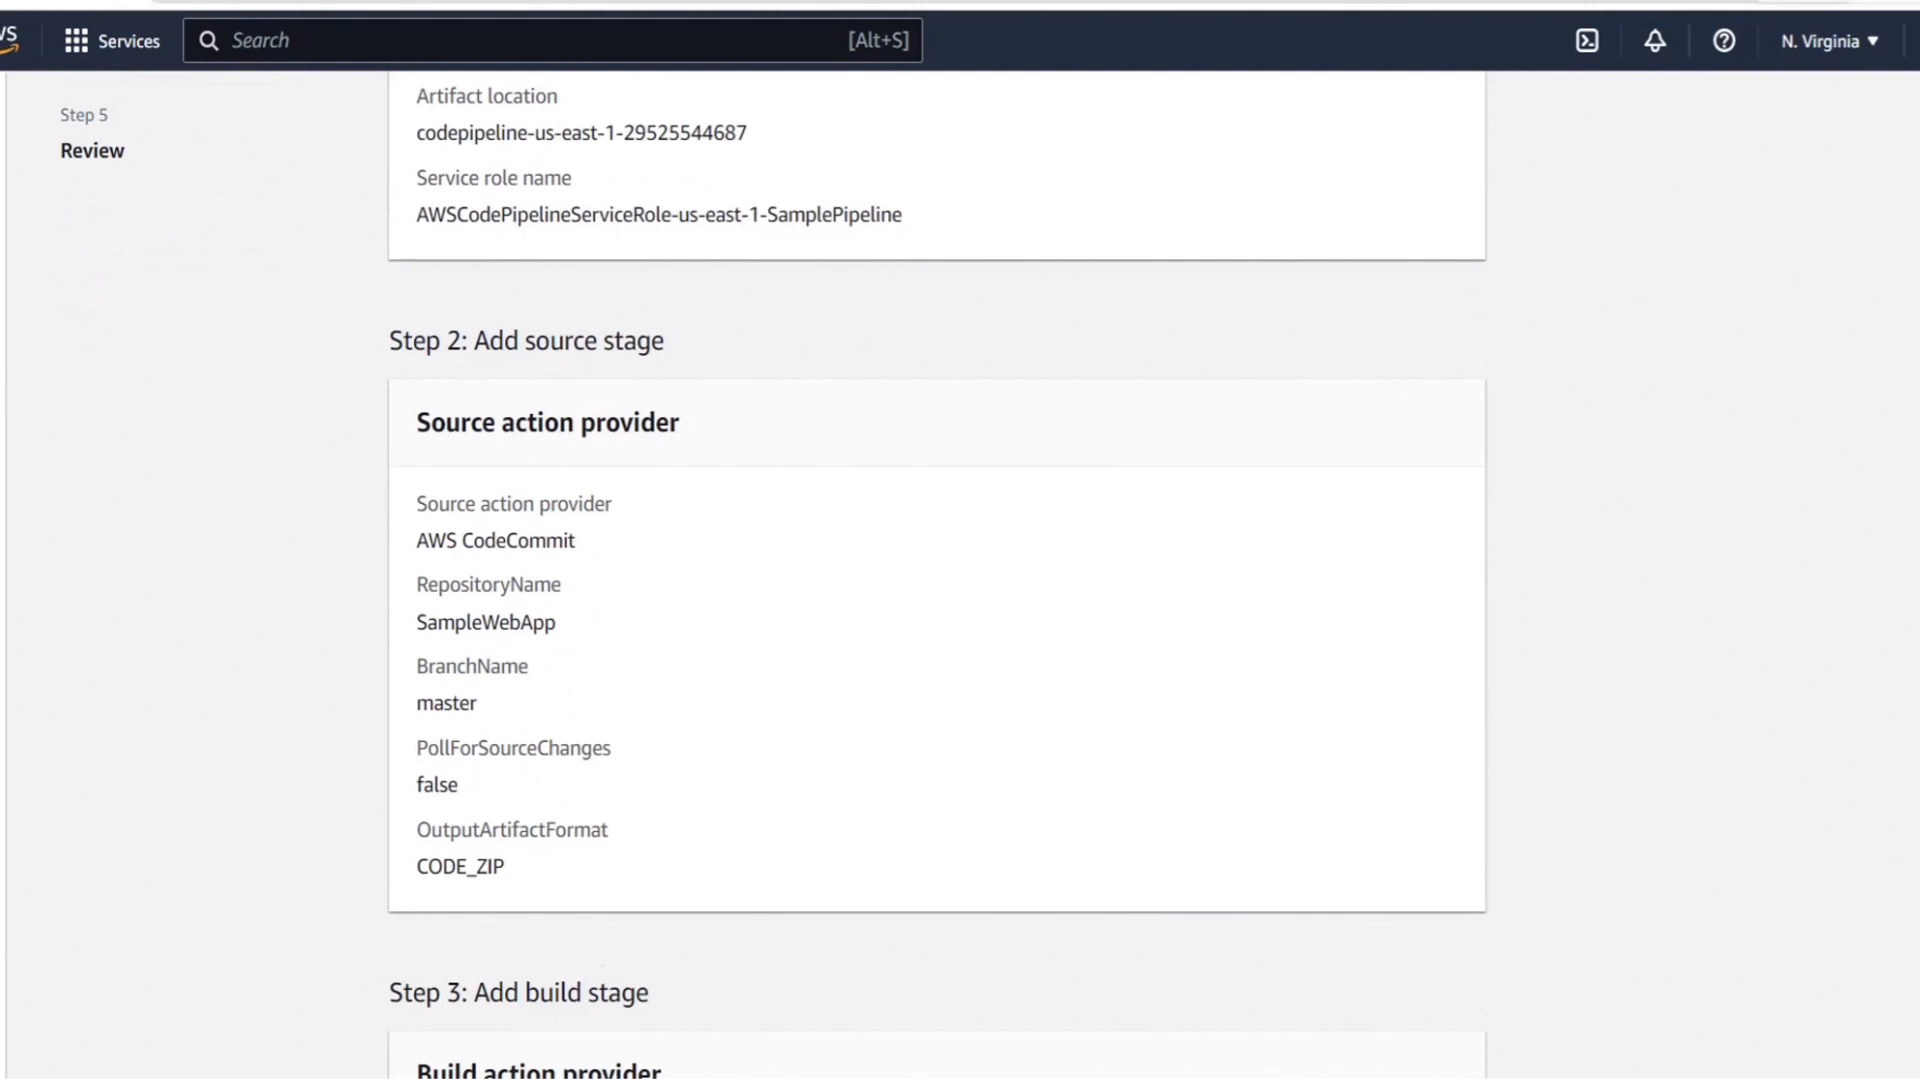 Services
Search
[Alt+S]
N. Virginia
Step 5
Review
Artifact location
codepipeline-us-east-1-29525544687
Service role name
AWSCodePipelineServiceRole-us-east-1-SamplePipeline
Step 2: Add source stage
Source action provider
Source action provider
AWS CodeCommit
RepositoryName
SampleWebApp
BranchName
master
PollForSourceChanges
false
OutputArtifactFormat
CODE_ZIP
Step 3: Add build stage
Build action provider